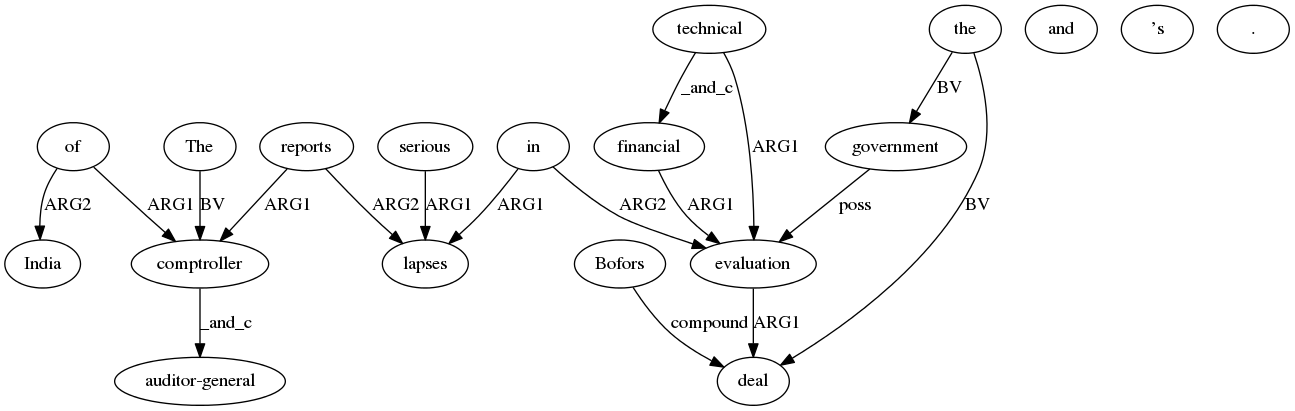 technical the and ’s .
_and_c BV
of The reports serious in financial government
ARG1
ARG2 ARG1 BV ARG1 ARG2 ARG1 ARG1 ARG2 ARG1 poss BV
India comptroller lapses Bofors evaluation
_and_c compound ARG1
auditor-general deal